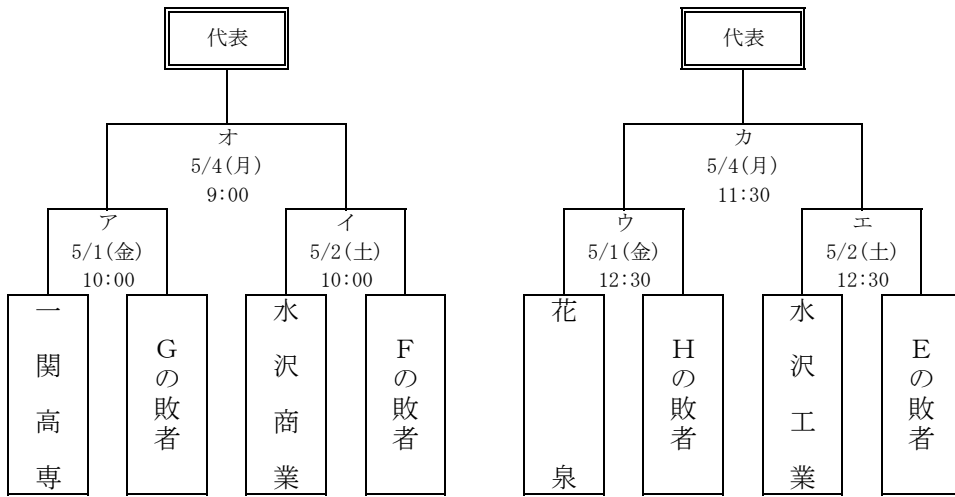 代表
代表
オ
5/4(月)
9:00
カ
5/4(月)
11:30
ア
5/1(金)
10:00
イ
5/2(土)
10:00
ウ
5/1(金)
12:30
エ
5/2(土)
12:30
一関高専
Gの敗者
水沢商業
Fの敗者
花泉
Hの敗者
水沢工業
Eの敗者